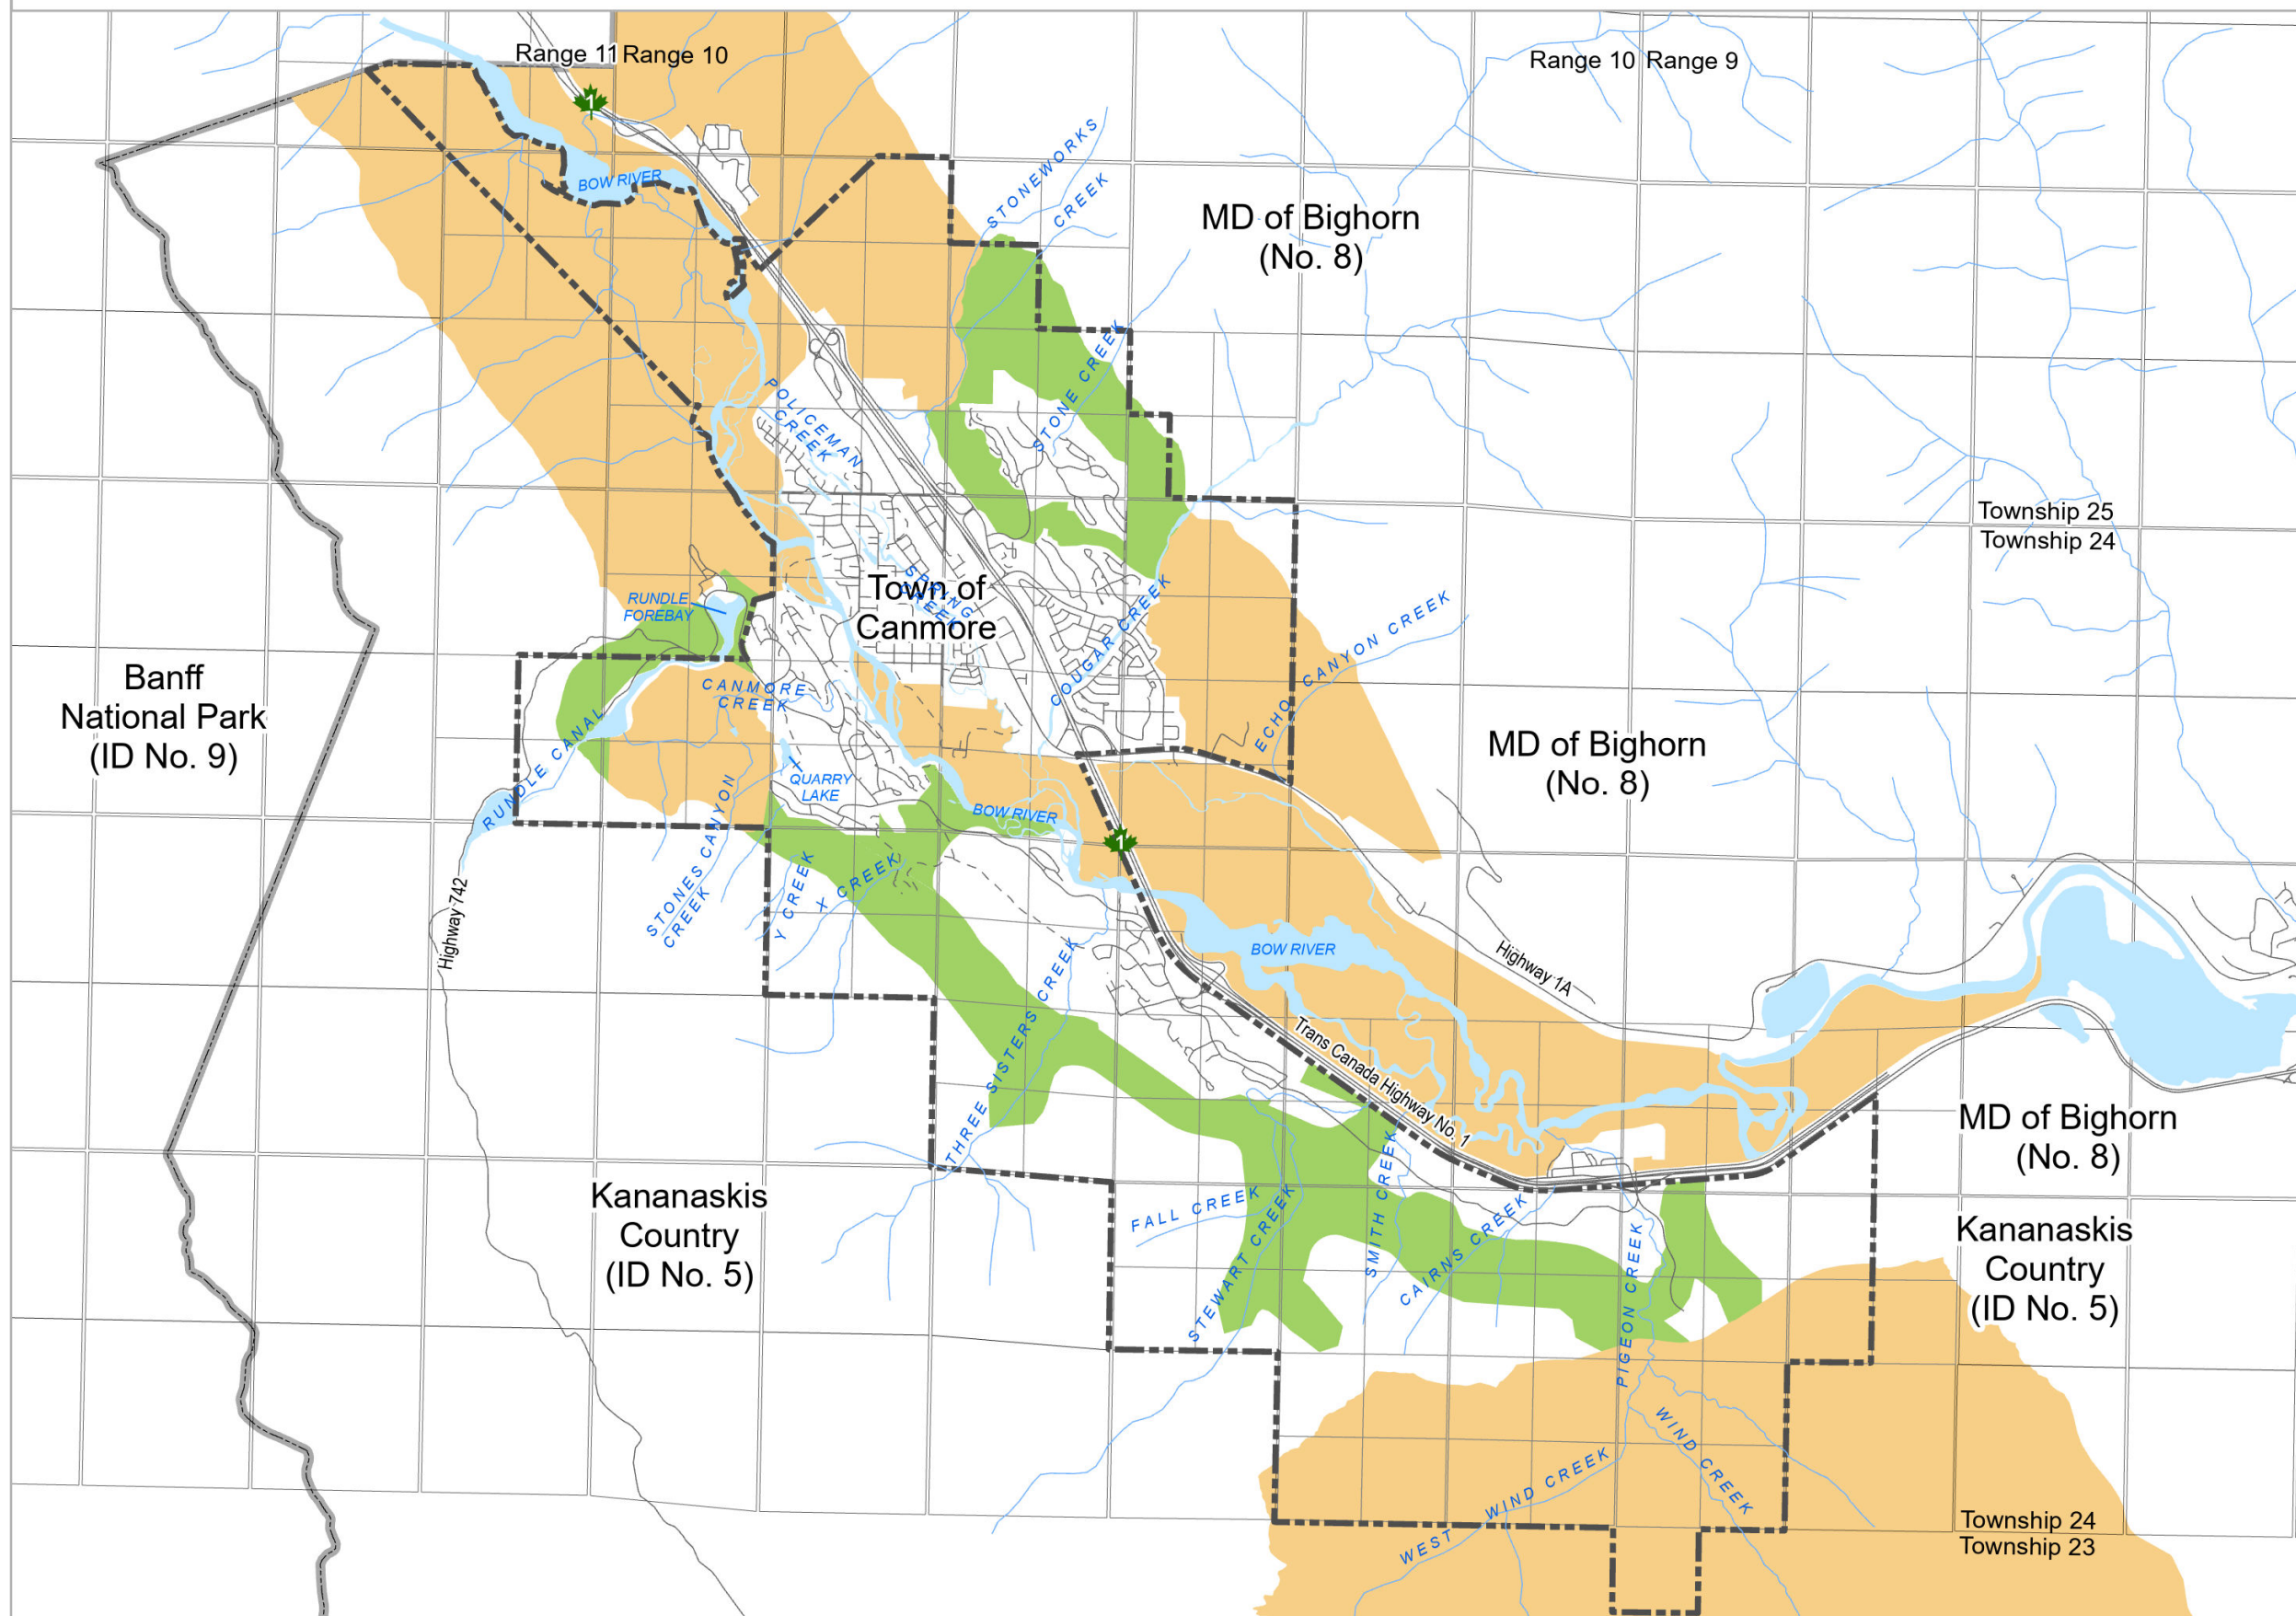 Range 11
Range 10
Range 10
Range 9
1
BOW RIVER
STONEWORKS
CREEK
MD of Bighorn
(No. 8)
STONE CREEK
POLICEMAN
CREEK
Township 25
Township 24
Town of
Canmore
SPRING
CREEK
RUNDLE
FOREBAY
COUGAR CREEK
ECHO CANYON CREEK
Banff
National Park
(ID No. 9)
CANMORE
CREEK
RUNDLE CANAL
QUARRY
LAKE
MD of Bighorn
(No. 8)
BOW RIVER
1
STONES CANYON
CREEK
Y CREEK
X CREEK
Highway 742
BOW RIVER
Highway 1A
THREE SISTERS CREEK
Trans Canada Highway No. 1
MD of Bighorn
(No. 8)
Kananaskis
Country
(ID No. 5)
FALL CREEK
STEWART CREEK
SMITH CREEK
CAIRNS CREEK
PIGEON CREEK
Kananaskis
Country
(ID No. 5)
WIND CREEK
WEST WIND CREEK
Township 24
Township 23